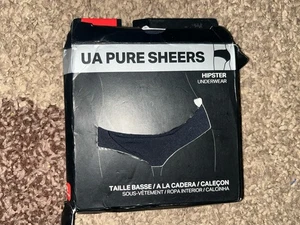 UA PURE SHEERS
HIPSTER
UNDERWEAR
TAILLE BASSE / A LA CADERA / CALEÇON
SOUS-VÊTEMENT / ROPA INTERIOR / CALCINHA